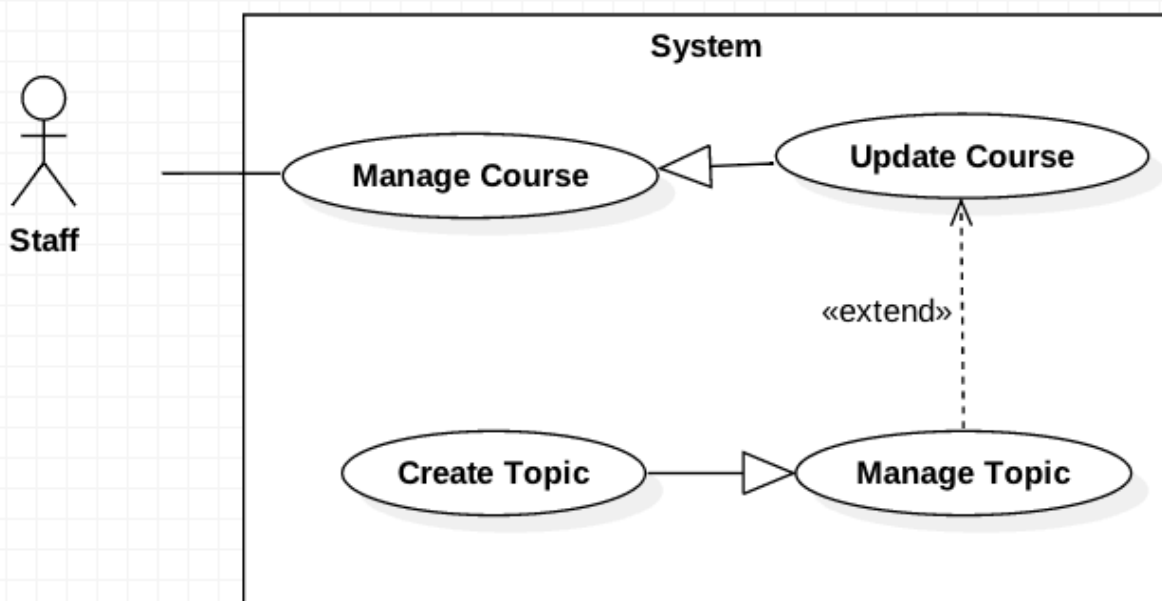 System
Manage Course
Update Course
Staff
«extend»
Create Topic
Manage Topic